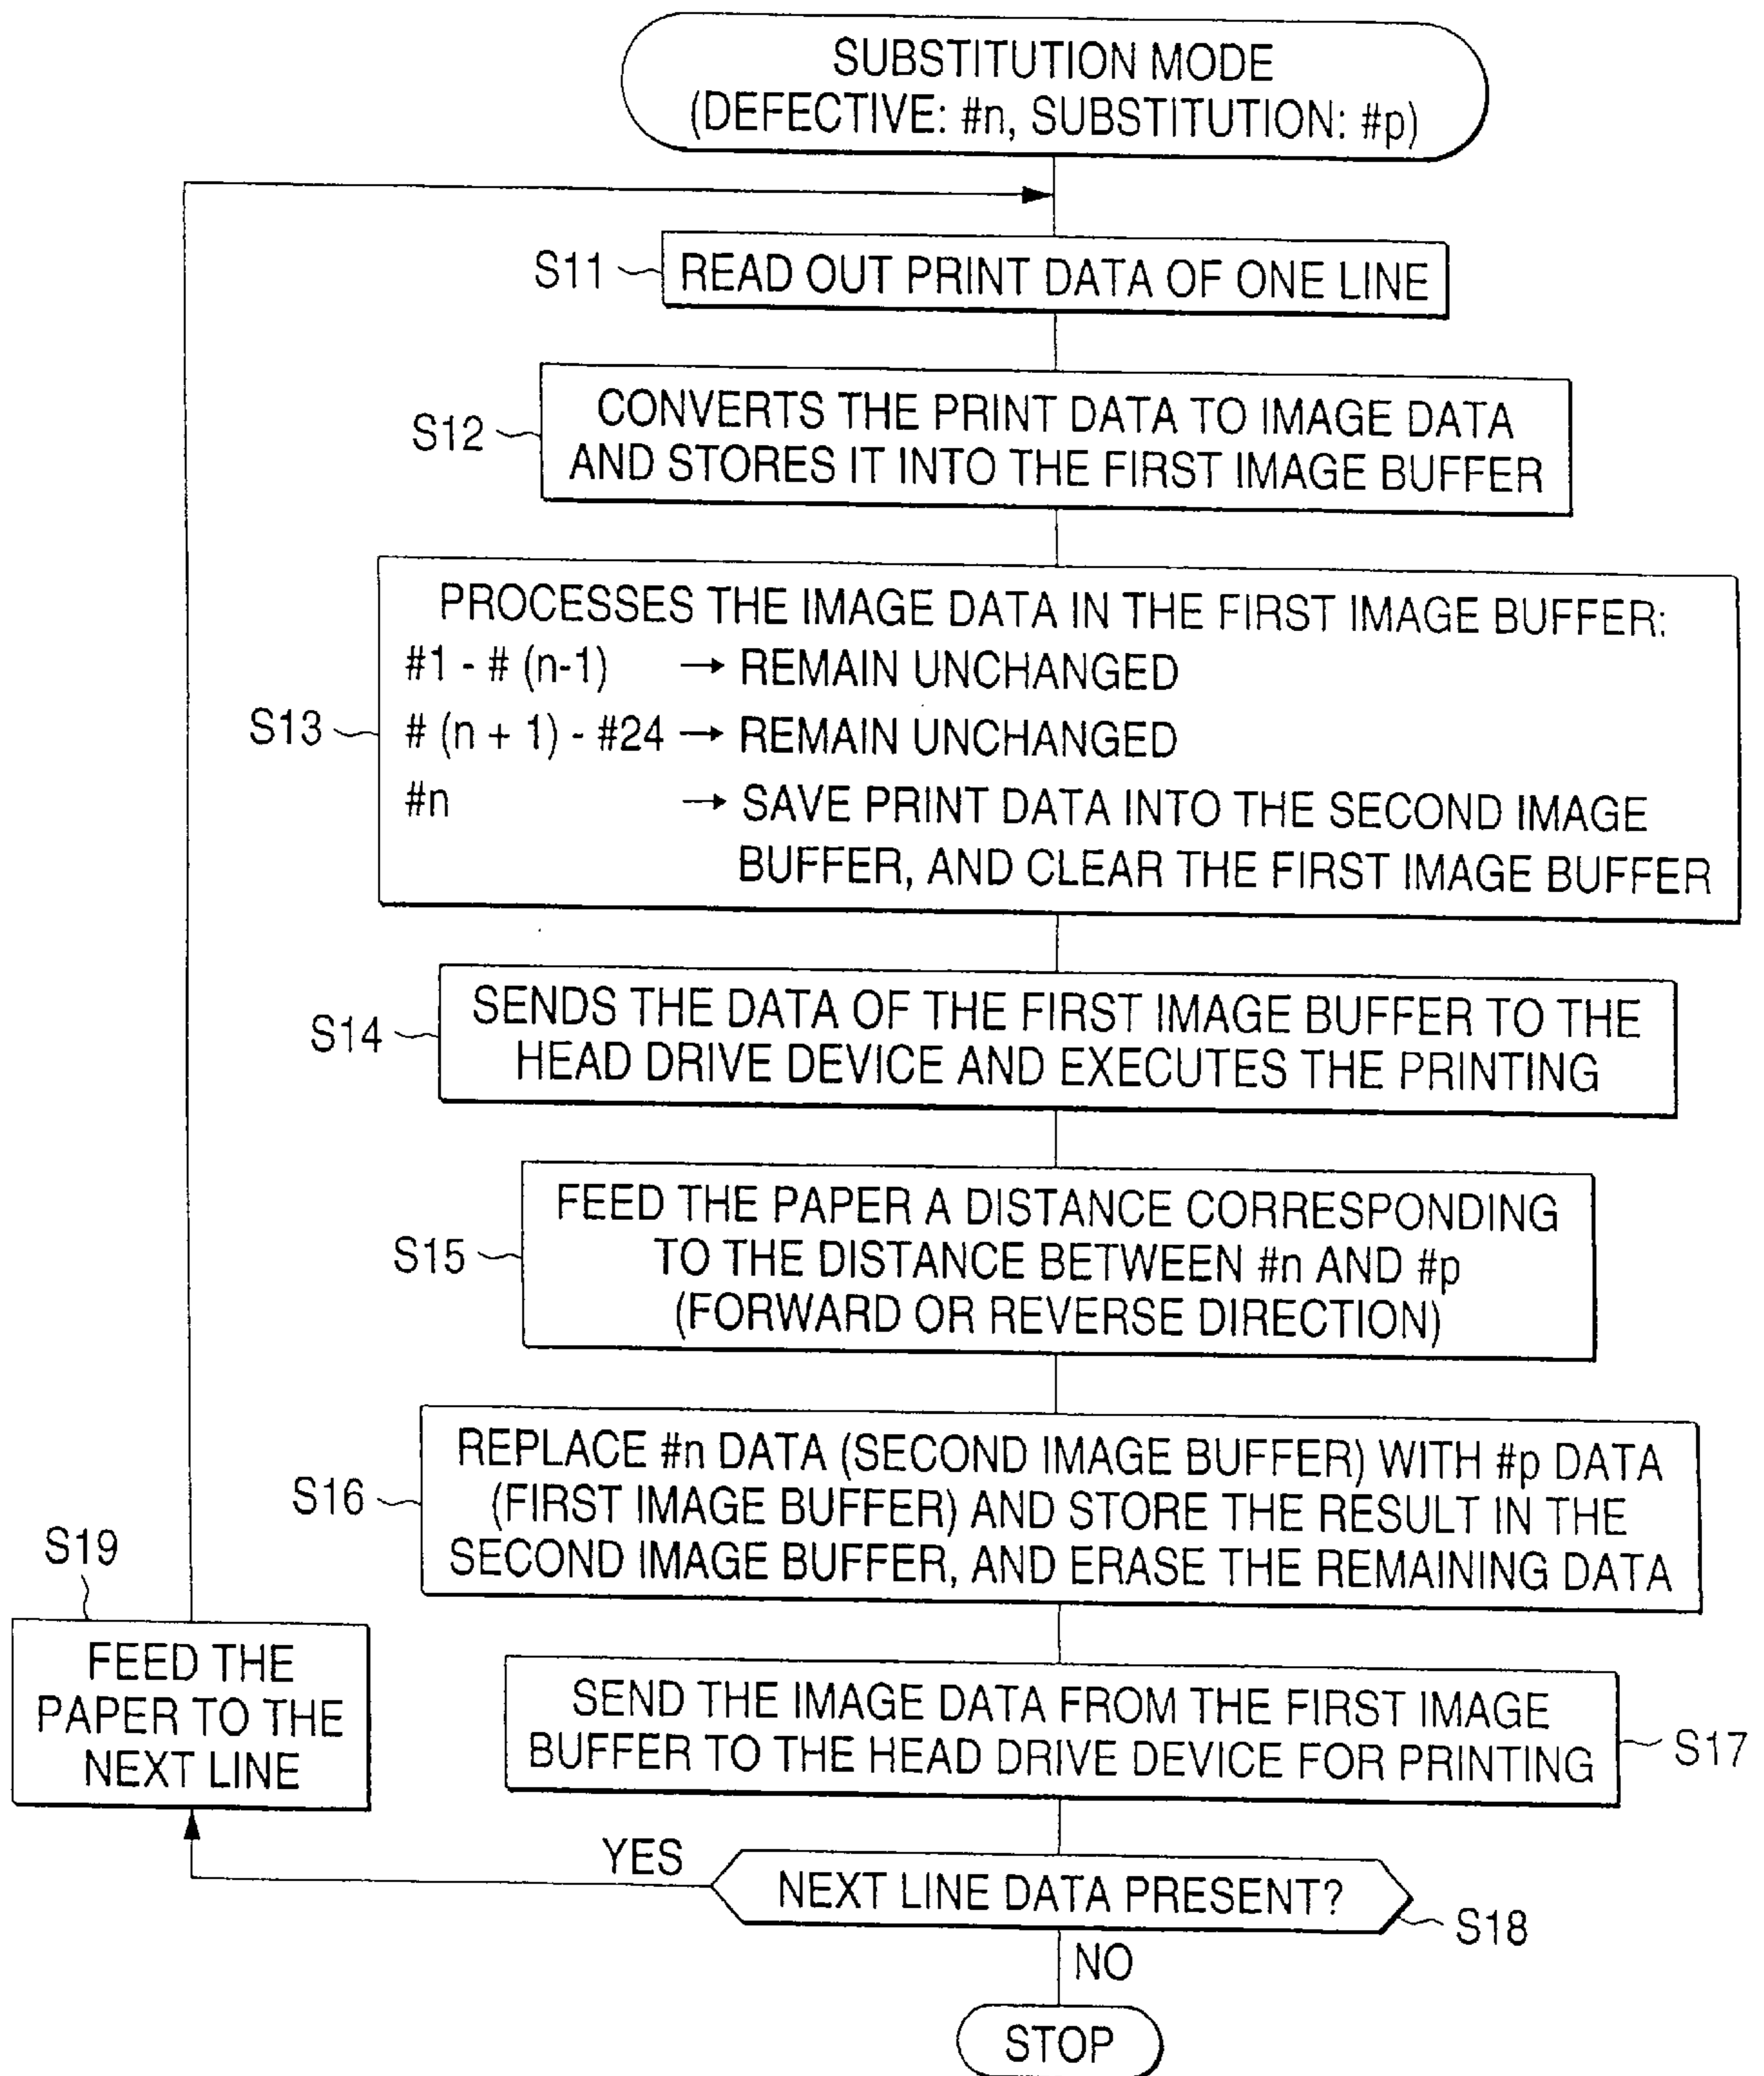 SUBSTITUTION MODE
(DEFECTIVE: #n, SUBSTITUTION: #p)
S11
READ OUT PRINT DATA OF ONE LINE
S12
CONVERTS THE PRINT DATA TO IMAGE DATA
AND STORES IT INTO THE FIRST IMAGE BUFFER
S13
PROCESSES THE IMAGE DATA IN THE FIRST IMAGE BUFFER:
#1 - # (n-1) → REMAIN UNCHANGED
# (n + 1) - #24 → REMAIN UNCHANGED
#n → SAVE PRINT DATA INTO THE SECOND IMAGE
BUFFER, AND CLEAR THE FIRST IMAGE BUFFER
S14
SENDS THE DATA OF THE FIRST IMAGE BUFFER TO THE
HEAD DRIVE DEVICE AND EXECUTES THE PRINTING
S15
FEED THE PAPER A DISTANCE CORRESPONDING
TO THE DISTANCE BETWEEN #n AND #p
(FORWARD OR REVERSE DIRECTION)
S16
REPLACE #n DATA (SECOND IMAGE BUFFER) WITH #p DATA
(FIRST IMAGE BUFFER) AND STORE THE RESULT IN THE
SECOND IMAGE BUFFER, AND ERASE THE REMAINING DATA
S19
FEED THE
PAPER TO THE
NEXT LINE
SEND THE IMAGE DATA FROM THE FIRST IMAGE
BUFFER TO THE HEAD DRIVE DEVICE FOR PRINTING
S17
YES
NEXT LINE DATA PRESENT?
S18
NO
STOP